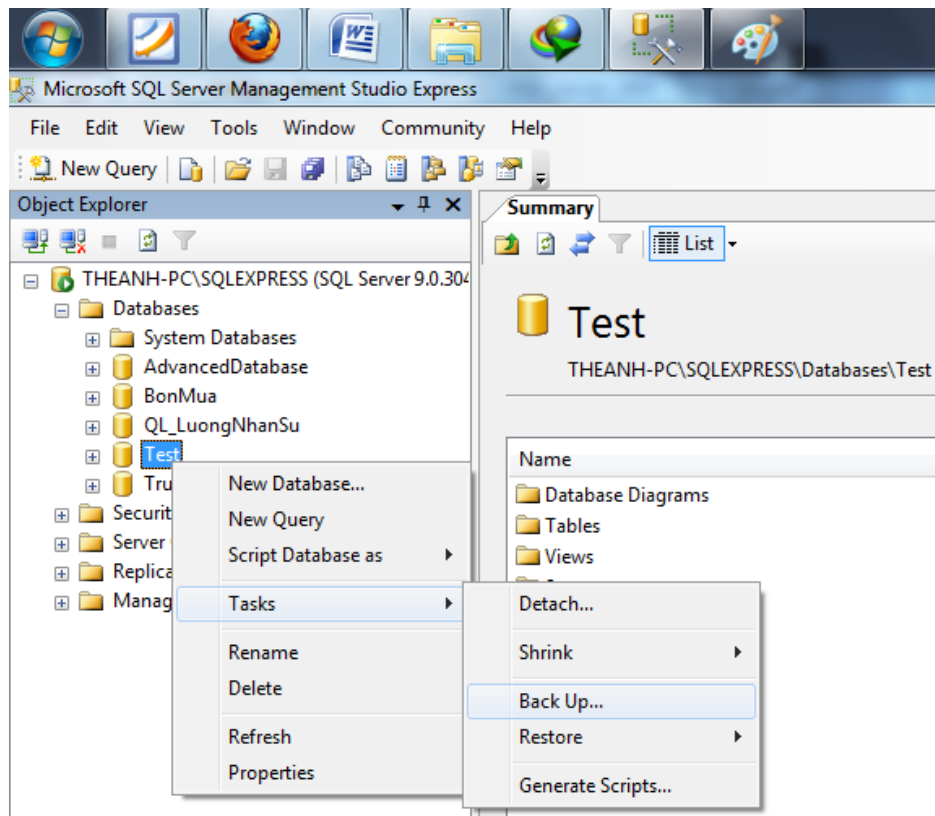 Microsoft SQL Server Management Studio Express
File Edit View Tools Window Community Help
New Query
Object Explorer
THEANH-PC\SQLEXPRESS (SQL Server 9.0.304
Databases
System Databases
AdvancedDatabase
BonMua
QL_LuongNhanSu
Test
Tru
Securit
Server
Replica
Manag
New Database...
New Query
Script Database as
Tasks
Rename
Delete
Refresh
Properties
Detach...
Shrink
Back Up...
Restore
Generate Scripts...
Summary
List
Test
THEANH-PC\SQLEXPRESS\Databases\Test
Name
Database Diagrams
Tables
Views